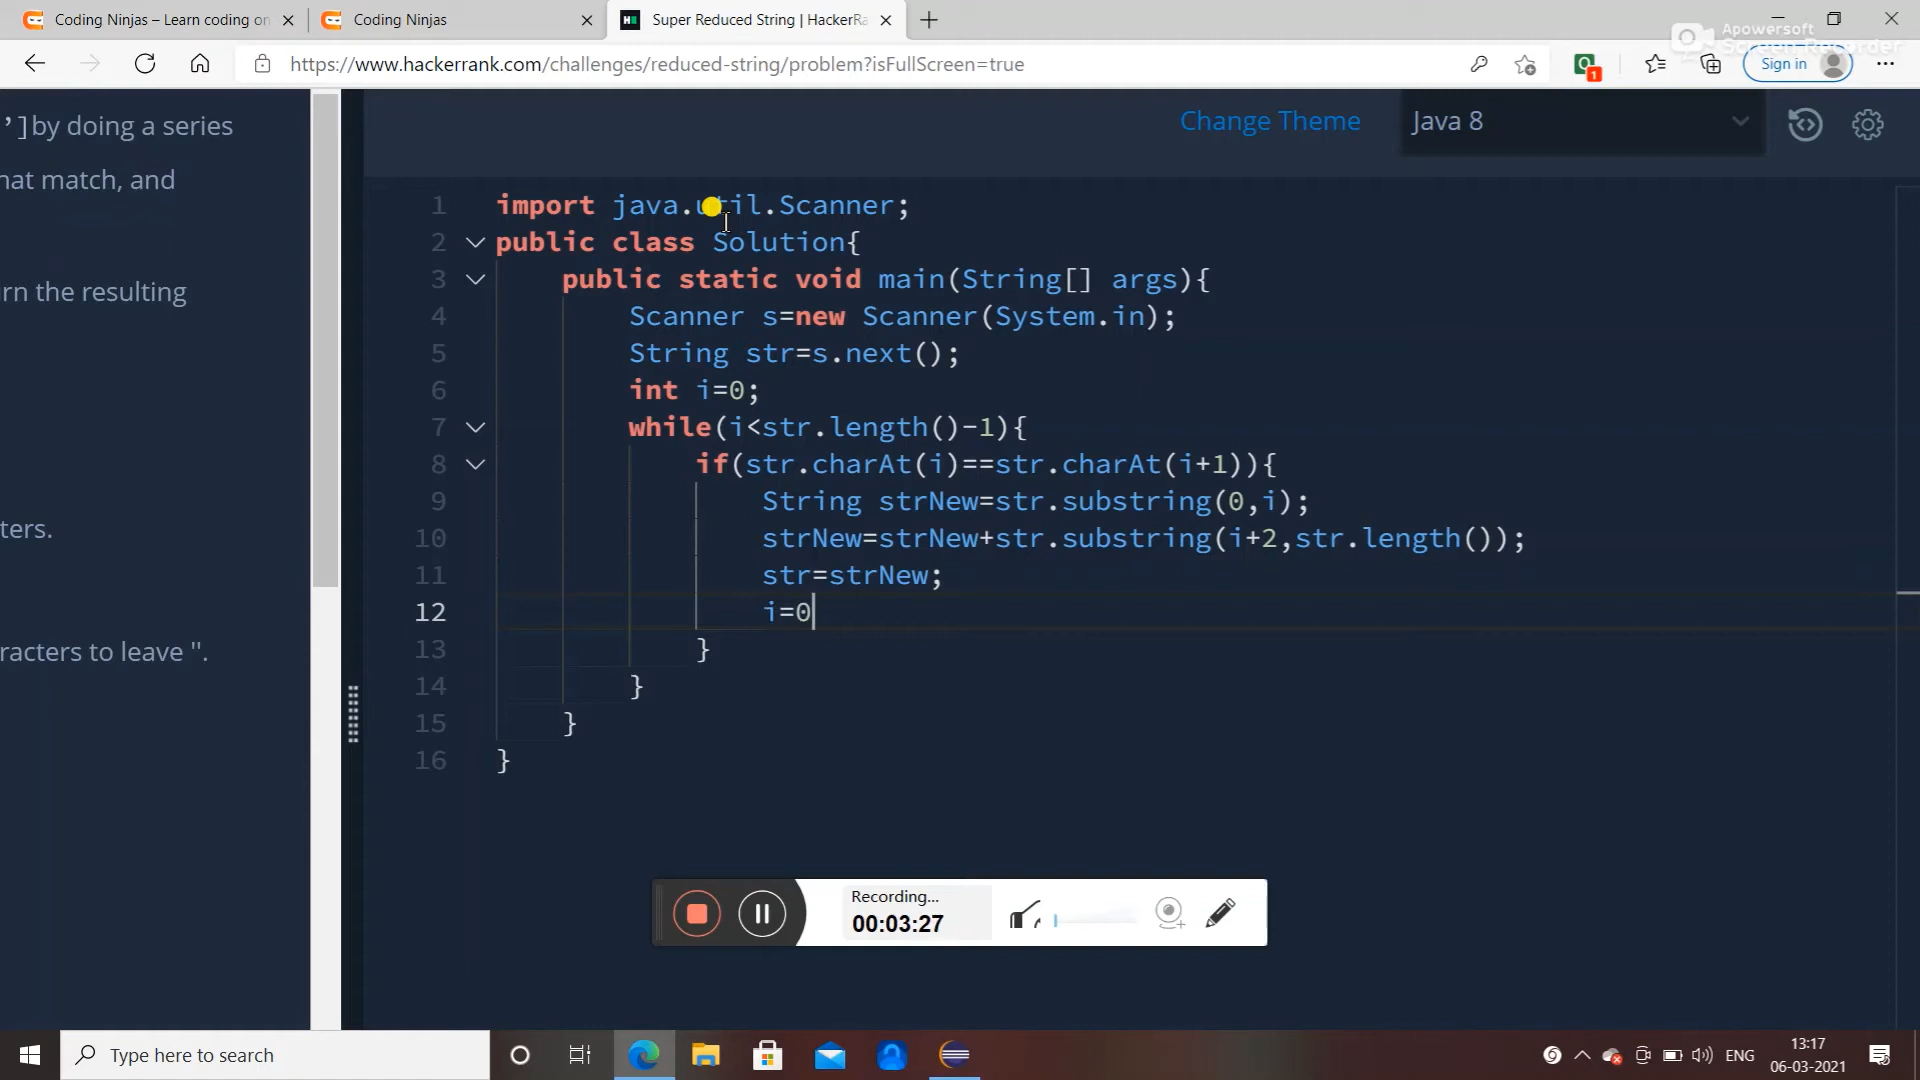 Coding Ninjas – Learn coding on
Coding Ninjas
Super Reduced String | HackerRa
Apowersoft
Screen Recorder
https://www.hackerrank.com/challenges/reduced-string/problem?isFullScreen=true
1
Sign in
']by doing a series
hat match, and
rn the resulting
ters.
racters to leave ''.
Change Theme
Java 8
1 import java.util.Scanner;
2 public class Solution{
3 public static void main(String[] args){
4 Scanner s=new Scanner(System.in);
5 String str=s.next();
6 int i=0;
7 while(i<str.length()-1){
8 if(str.charAt(i)==str.charAt(i+1)){
9 String strNew=str.substring(0,i);
10 strNew=strNew+str.substring(i+2,str.length());
11 str=strNew;
12 i=0
13 }
14 }
15 }
16 }
Recording...
00:03:27
Type here to search
ENG
13:17
06-03-2021